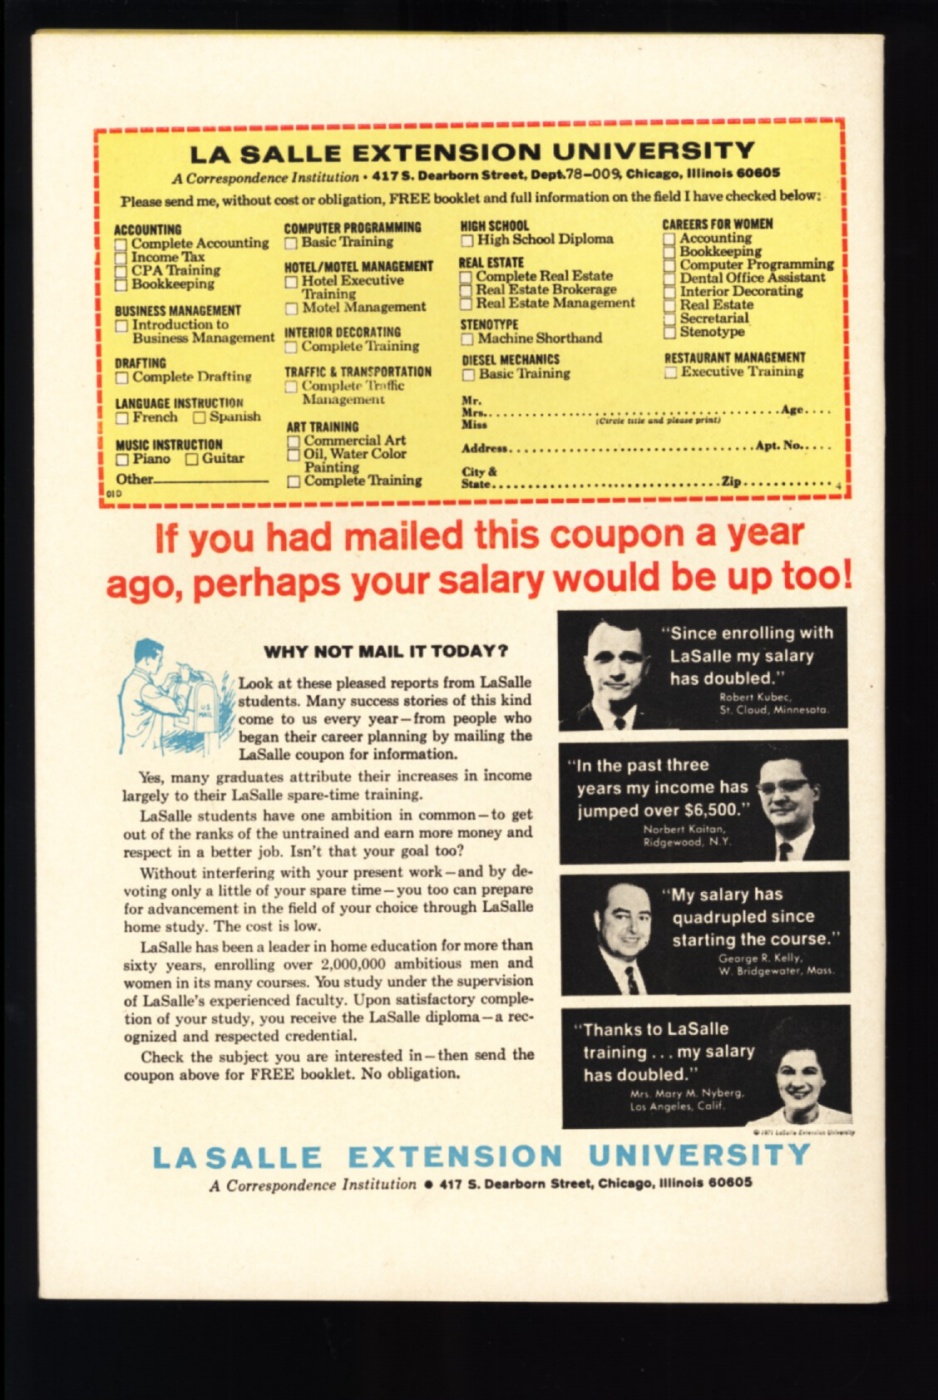 LA SALLE EXTENSION UNIVERSITY
A Correspondence Institution • 417 S. Dearborn Street, Dept.78-009, Chicago, Illinois 60605
Please send me, without cost or obligation, FREE booklet and full information on the field I have checked below:
ACCOUNTING
Complete Accounting
Income Tax
CPA Training
Bookkeeping
BUSINESS MANAGEMENT
Introduction to
Business Management
DRAFTING
Complete Drafting
LANGUAGE INSTRUCTION
French Spanish
MUSIC INSTRUCTION
Piano Guitar
Other
01D
COMPUTER PROGRAMMING
Basic Training
HOTEL/MOTEL MANAGEMENT
Hotel Executive
Training
Motel Management
INTERIOR DECORATING
Complete Training
TRAFFIC & TRANSPORTATION
Complete Traffic
Management
ART TRAINING
Commercial Art
Oil, Water Color
Painting
Complete Training
HIGH SCHOOL
High School Diploma
REAL ESTATE
Complete Real Estate
Real Estate Brokerage
Real Estate Management
STENOTYPE
Machine Shorthand
DIESEL MECHANICS
Basic Training
CAREERS FOR WOMEN
Accounting
Bookkeeping
Computer Programming
Dental Office Assistant
Interior Decorating
Real Estate
Secretarial
Stenotype
RESTAURANT MANAGEMENT
Executive Training
Mr.
Mrs. Age
Miss (Circle title and please print)
Address Apt. No.
City &
State Zip 4
If you had mailed this coupon a year
ago, perhaps your salary would be up too!
WHY NOT MAIL IT TODAY?
U.S.
MAIL
Look at these pleased reports from LaSalle
students. Many success stories of this kind
come to us every year—from people who
began their career planning by mailing the
LaSalle coupon for information.
Yes, many graduates attribute their increases in income
largely to their LaSalle spare-time training.
LaSalle students have one ambition in common—to get
out of the ranks of the untrained and earn more money and
respect in a better job. Isn't that your goal too?
Without interfering with your present work—and by de-
voting only a little of your spare time—you too can prepare
for advancement in the field of your choice through LaSalle
home study. The cost is low.
LaSalle has been a leader in home education for more than
sixty years, enrolling over 2,000,000 ambitious men and
women in its many courses. You study under the supervision
of LaSalle's experienced faculty. Upon satisfactory comple-
tion of your study, you receive the LaSalle diploma—a rec-
ognized and respected credential.
Check the subject you are interested in—then send the
coupon above for FREE booklet. No obligation.
"Since enrolling with
LaSalle my salary
has doubled."
Robert Kubec,
St. Cloud, Minnesota.
"In the past three
years my income has
jumped over $6,500."
Norbert Kaitan,
Ridgewood, N.Y.
"My salary has
quadrupled since
starting the course."
George R. Kelly,
W. Bridgewater, Mass.
"Thanks to LaSalle
training ... my salary
has doubled."
Mrs. Mary M. Nyberg,
Los Angeles, Calif.
© 1971 LaSalle Extension University
LASALLE EXTENSION UNIVERSITY
A Correspondence Institution • 417 S. Dearborn Street, Chicago, Illinois 60605